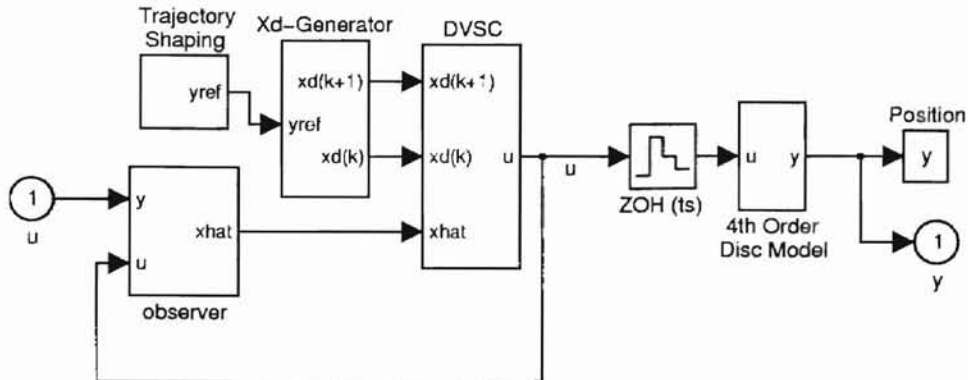 Trajectory
Shaping
yref
Xd-Generator
xd(k+1)
yref
xd(k)
DVSC
xd(k+1)
xd(k)
u
xhat
u
ZOH (ts)
u
y
4th Order
Disc Model
Position
y
1
y
1
u
y
xhat
u
observer